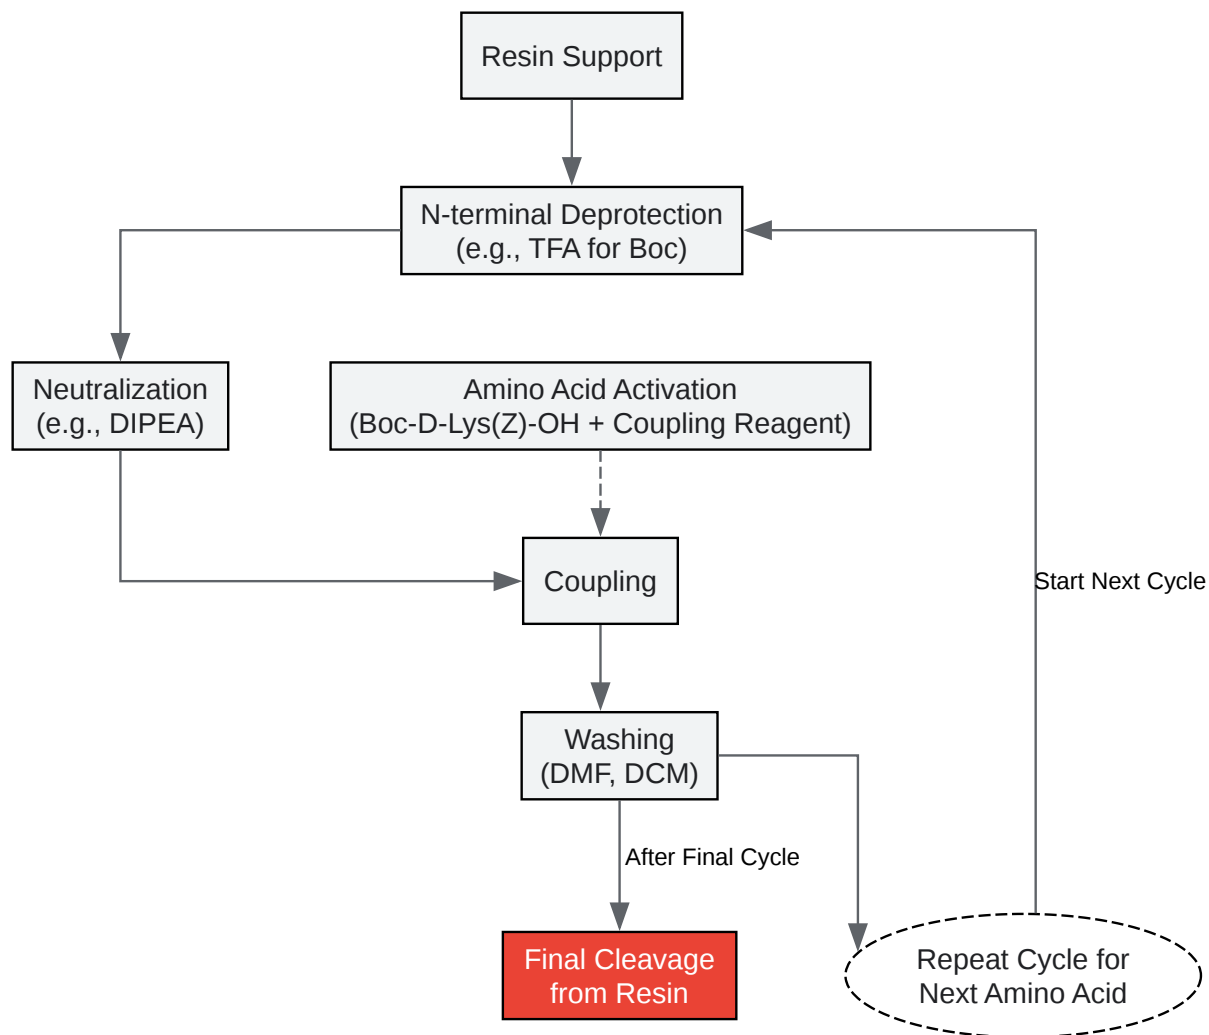 Resin Support
N-terminal Deprotection
(e.g., TFA for Boc)
Neutralization
(e.g., DIPEA)
Amino Acid Activation
(Boc-D-Lys(Z)-OH + Coupling Reagent)
Coupling
Start Next Cycle
Washing
(DMF, DCM)
After Final Cycle
Final Cleavage
from Resin
Repeat Cycle for
Next Amino Acid